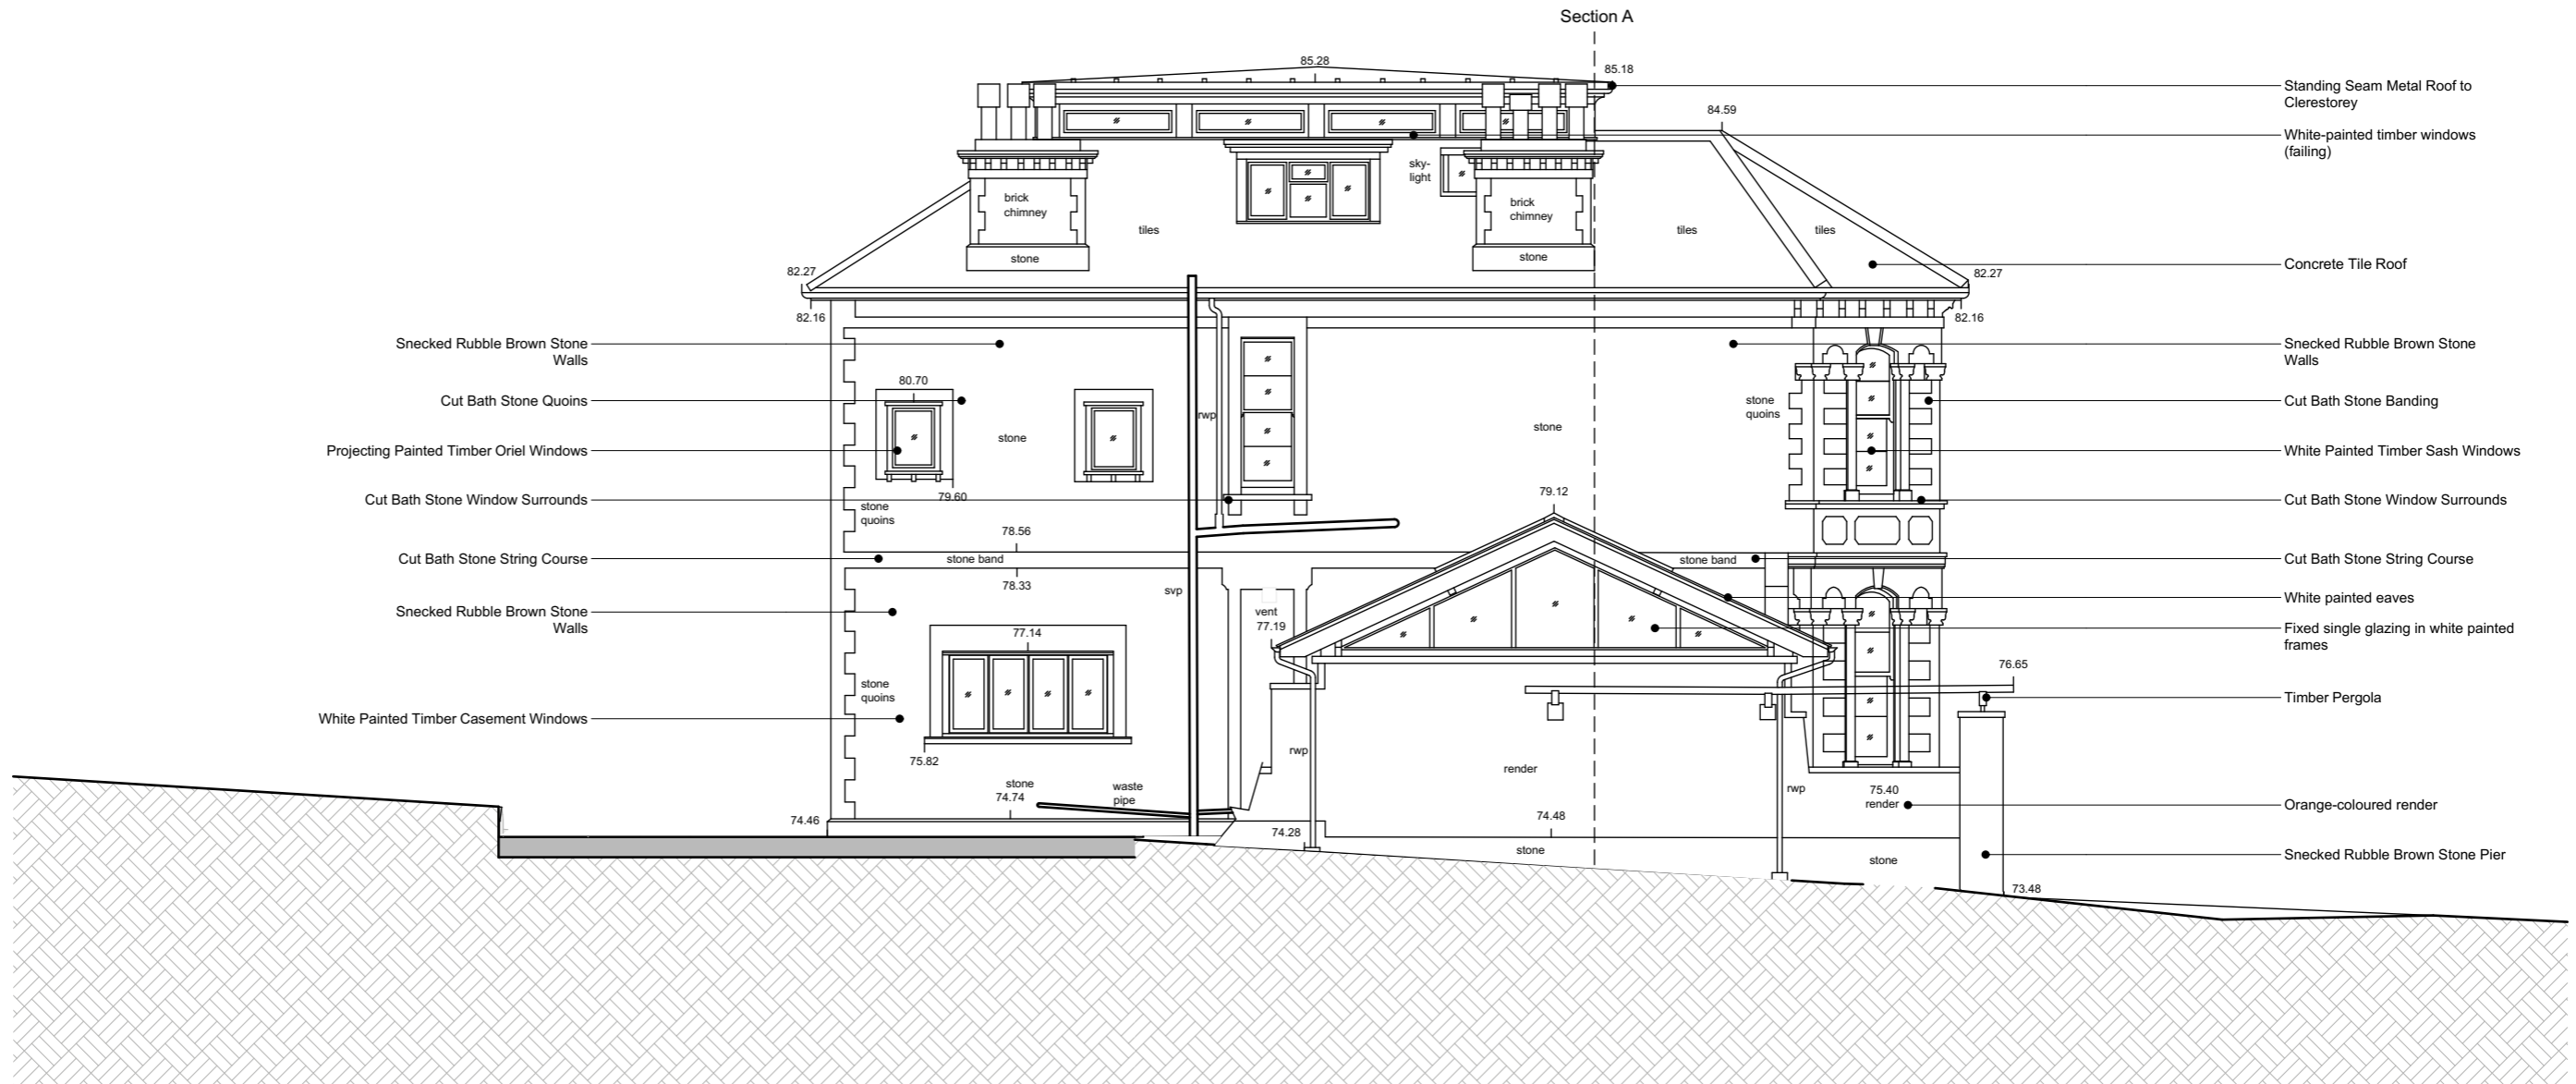 Section A
85.28
85.18
Standing Seam Metal Roof to
Clerestorey
84.59
White-painted timber windows
(failing)
sky-
light
brick
chimney
brick
chimney
tiles
tiles
tiles
stone
stone
Concrete Tile Roof
82.27
82.27
82.16
82.16
Snecked Rubble Brown Stone
Walls
Snecked Rubble Brown Stone
Walls
80.70
Cut Bath Stone Quoins
stone
quoins
Cut Bath Stone Banding
rwp
stone
stone
Projecting Painted Timber Oriel Windows
White Painted Timber Sash Windows
79.60
79.12
Cut Bath Stone Window Surrounds
Cut Bath Stone Window Surrounds
stone
quoins
78.56
Cut Bath Stone String Course
stone band
stone band
Cut Bath Stone String Course
78.33
svp
White painted eaves
Snecked Rubble Brown Stone
Walls
vent
77.19
77.14
Fixed single glazing in white painted
frames
76.65
stone
quoins
Timber Pergola
White Painted Timber Casement Windows
rwp
75.82
render
stone
74.74
waste
pipe
rwp
75.40
render
Orange-coloured render
74.46
74.28
74.48
stone
stone
Snecked Rubble Brown Stone Pier
73.48